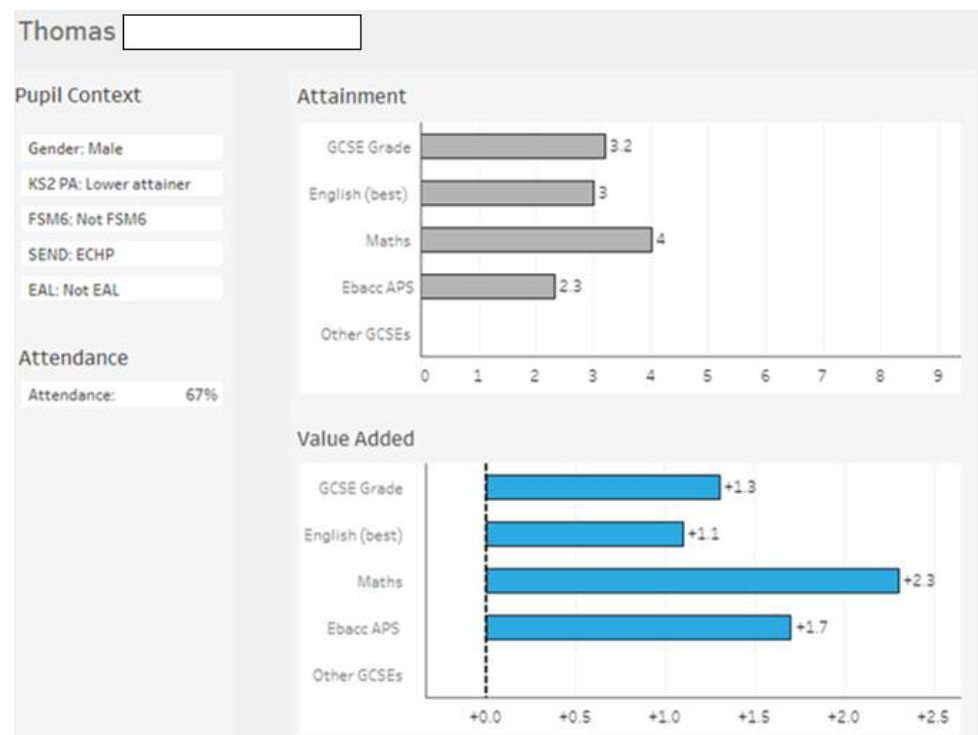 Thomas
Pupil Context
Gender: Male
KS2 PA: Lower attainer
FSM6: Not FSM6
SEND: ECHP
EAL: Not EAL
Attendance
Attendance: 67%
Attainment
GCSE Grade 3.2
English (best) 3
Maths 4
Ebacc APS 2.3
Other GCSEs
0 1 2 3 4 5 6 7 8 9
Value Added
GCSE Grade +1.3
English (best) +1.1
Maths +2.3
Ebacc APS +1.7
Other GCSEs
+0.0 +0.5 +1.0 +1.5 +2.0 +2.5